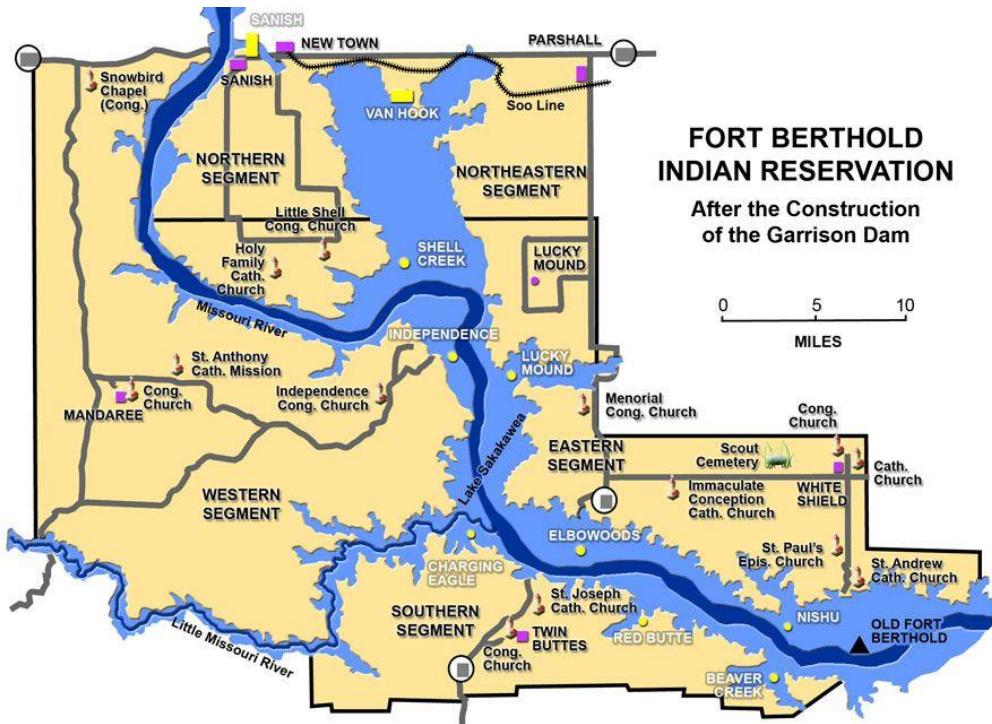 SANISH
NEW TOWN
PARSHALL
SANISH
Snowbird
Chapel
(Cong.)
VAN HOOK
Soo Line
FORT BERTHOLD
INDIAN RESERVATION
After the Construction
of the Garrison Dam
NORTHERN
SEGMENT
NORTHEASTERN
SEGMENT
Little Shell
Cong. Church
Holy
Family
Cath.
Church
SHELL
CREEK
LUCKY
MOUND
0
5
10
MILES
Missouri River
INDEPENDENCE
LUCKY
MOUND
St. Anthony
Cath. Mission
Cong.
Church
MANDAREE
Independence
Cong. Church
Menorial
Cong. Church
Cong.
Church
EASTERN
SEGMENT
Scout
Cemetery
Cath.
Church
WHITE
SHIELD
Immaculate
Conception
Cath. Church
Lake Sakakawea
WESTERN
SEGMENT
ELBOWOODS
CHARGING
EAGLE
St. Paul's
Epis. Church
St. Andrew
Cath. Church
SOUTHERN
SEGMENT
St. Joseph
Cath. Church
Little Missouri River
TWIN
BUTTES
Cong.
Church
RED BUTTE
NISHU
OLD FORT
BERTHOLD
BEAVER
CREEK